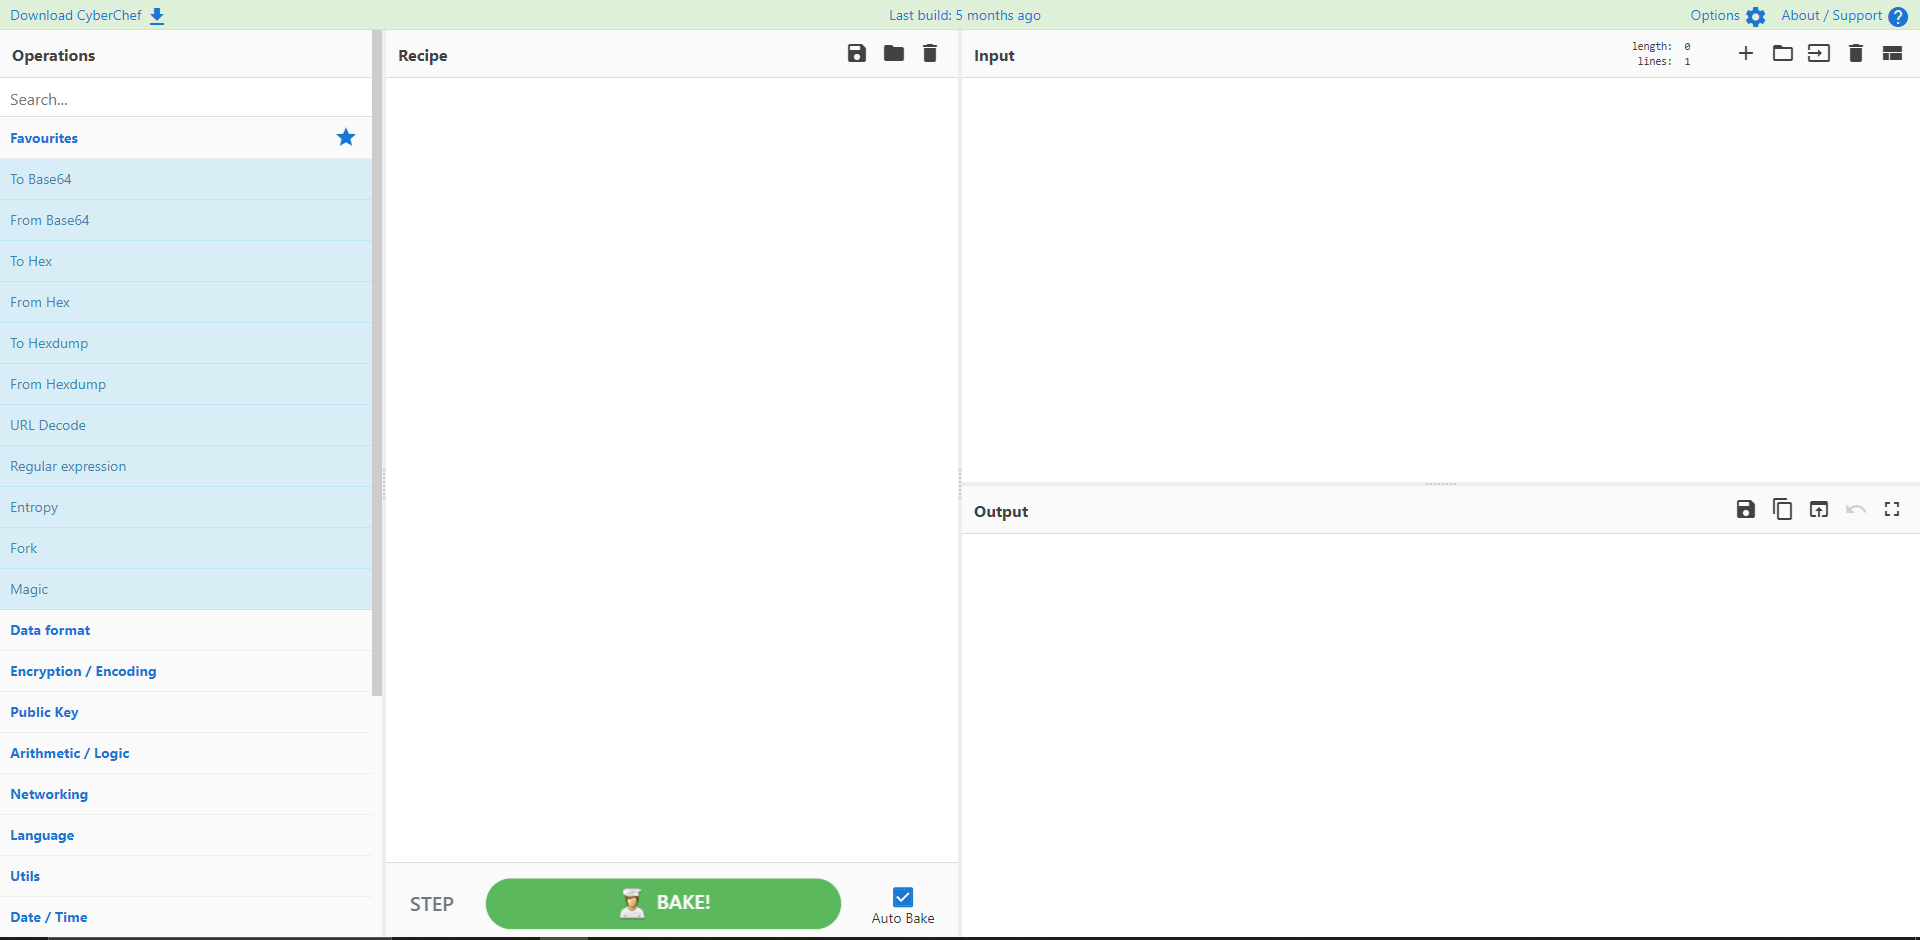 Download CyberChef
Last build: 5 months ago
Options
About / Support
Operations
Search...
Favourites
To Base64
From Base64
To Hex
From Hex
To Hexdump
From Hexdump
URL Decode
Regular expression
Entropy
Fork
Magic
Data format
Encryption / Encoding
Public Key
Arithmetic / Logic
Networking
Language
Utils
Date / Time
Recipe
STEP
BAKE!
Auto Bake
Input
length: 0
lines: 1
Output